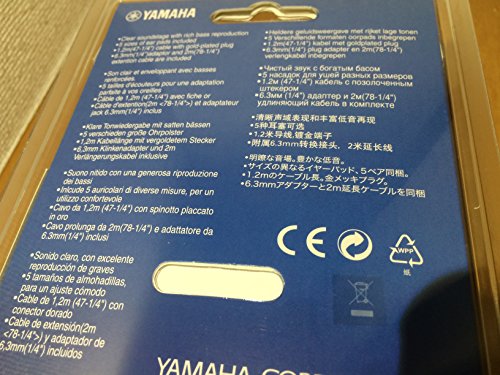 YAMAHA
•Clear soundstage with rich bass reproduction
•5 sizes of ear pads included
•1.2m(47-1/4") cable with gold-plated plug
•6.3mm(1/4")adaptor and 2m(78-1/4")
extention cable are included
•Son clair et enveloppant avec basses
renforcées.
•5 tailles d'écouteurs pour une adaptation
parfaite à vos oreilles
•Câble de 1,2m (47-1/4") avec fiche dorée
•Câble d'extention(2m <78-1/4">) et adaptateur
jack 6.3mm(1/4") inclus
•Klare Tonwiedergabe mit satten bässen
•5 verschieden große Ohrpolster
•1,2m Kabellänge mit vergoldetem Stecker
•6.3mm Klinkenadapter und 2m
Verlängerungskabel inklusive
•Suono nitido con una generosa riproduzione
dei bassi
•Inicude 5 auricolari di diverse misure, per un
comfort assoluto
•Cavo da 1,2m (47-1/4") con spinotto placcato
in oro
•Cavo prolunga da 2m(78-1/4") e adattatore da
6.3mm(1/4") inclusi
•Sonido claro, con excelente
reproducción de graves
•5 tamaños de almohadillas,
para un ajuste cómodo
•Cable de 1,2m (47-1/4") con
conector dorado
•Cable de extensión(2m
<78-1/4">) y adaptador de
6.3mm(1/4") incluidos
•Heldere geluidsweergave met rijket lage tonen
•5 Verschillende formaten oorpads inbegrepen
•1.2m(47-1/4") kabel met goldplated plug
•6.3mm(1/4") plug adapter en 2m(78-1/4")
verlengkabel inbegrepen
•Чистый звук с богатым басом
•5 насадок для ушей разных размеров
•1.2м (47-1/4") кабель с позолоченным
штекером
•6.3мм (1/4") адаптер и 2м(78-1/4")
удлиняющий кабель в комплекте
•清晰声域表现和丰富低音再现
•5种耳塞可选
•1.2米导线,镀金端子
•附属6.3mm转换接头、2米延长线
•明瞭な音場。豊かな低音。
•サイズの異なるイヤーパッド、5ペア同梱。
•1.2mのケーブル長。金メッキプラグ。
•6.3mmアダプターと2m延長ケーブルを同梱
CE
WPP
纸
YAMAHA